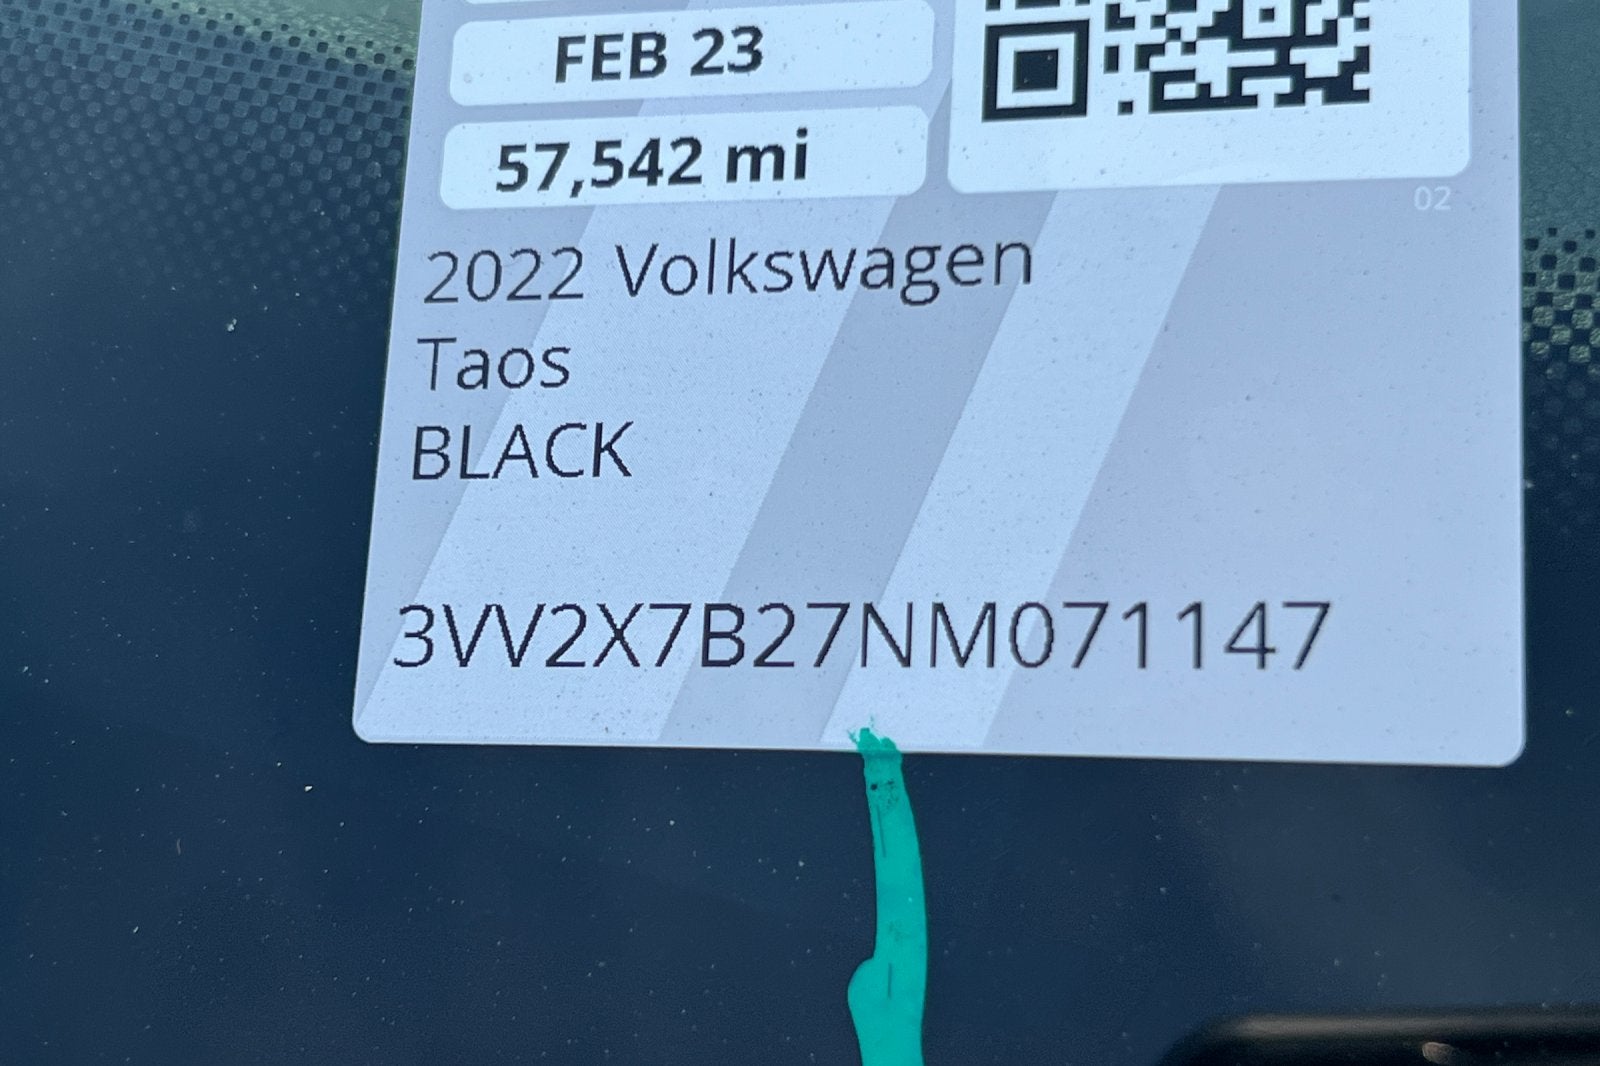 FEB 23
57,542 mi
02
2022 Volkswagen
Taos
BLACK
3VV2X7B27NM071147